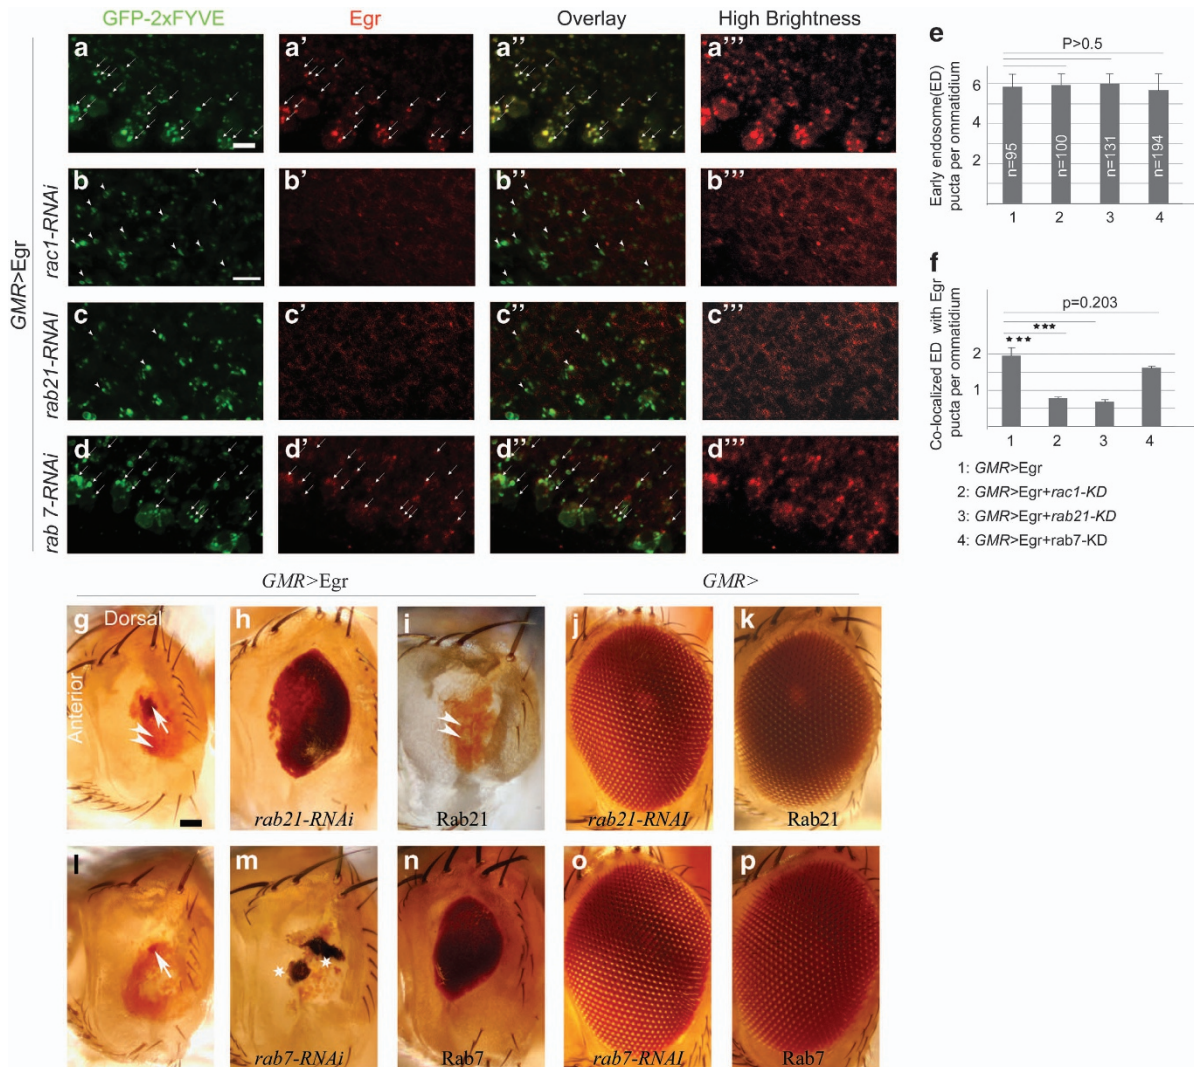 GFP-2xFYVE Egr Overlay High Brightness
GMR>Egr
a a' a'' a'''
rac1-RNAi
b b' b'' b'''
rab21-RNAI
c c' c'' c'''
rab 7-RNAi
d d' d'' d'''
e
P>0.5
Early endosome(ED)
pucta per ommatidium
6
4
2
n=95 n=100 n=131 n=194
1 2 3 4
f
p=0.203
★★★
★★★
Co-localized ED with Egr
pucta per ommatidium
2
1
1 2 3 4
1: GMR>Egr
2: GMR>Egr+rac1-KD
3: GMR>Egr+rab21-KD
4: GMR>Egr+rab7-KD
GMR>Egr GMR>
g Dorsal h i j k
Anterior
rab21-RNAi Rab21 rab21-RNAI Rab21
l m n o p
rab7-RNAi Rab7 rab7-RNAI Rab7